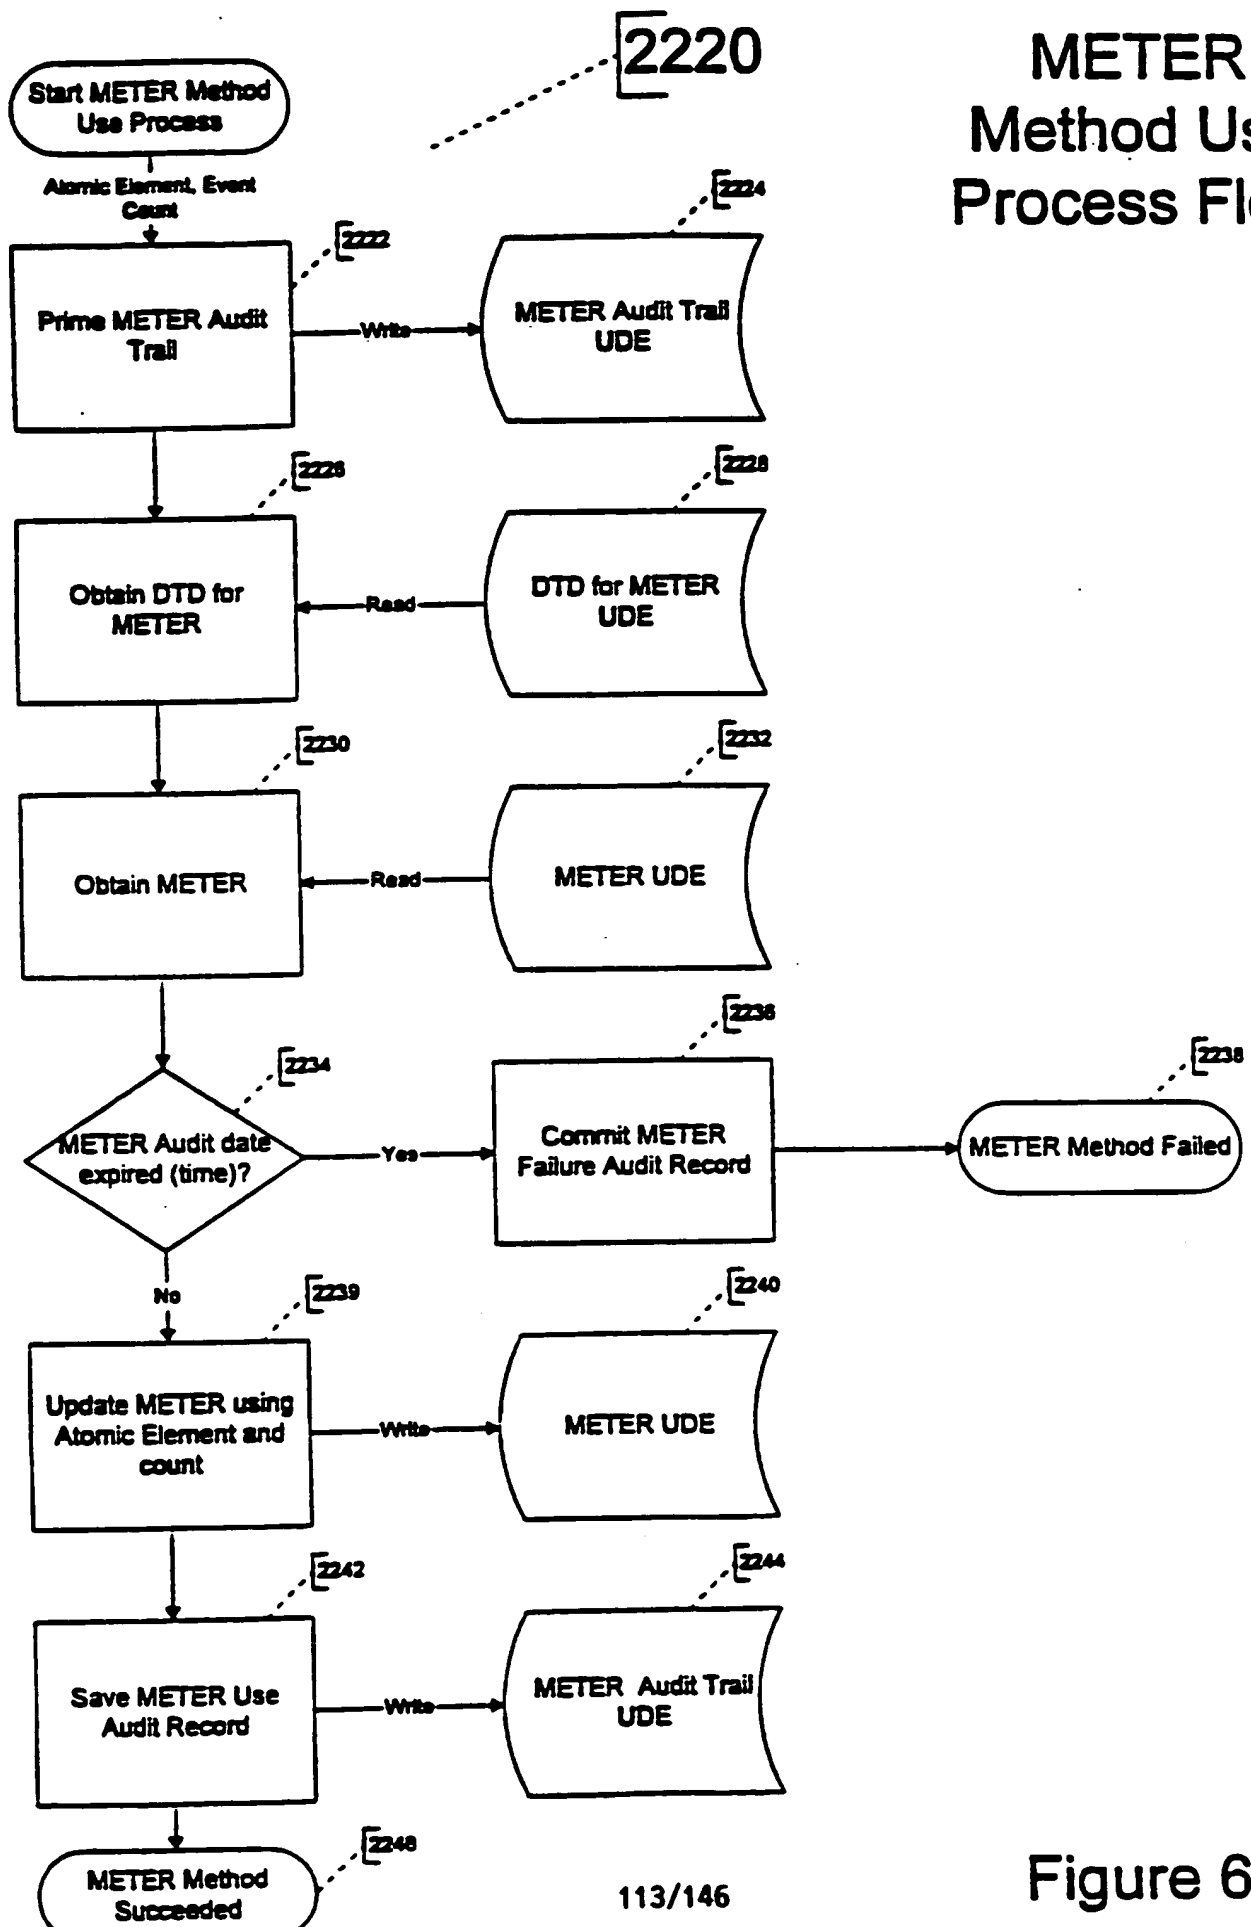 2220
METER
Method Us
Process Flo
Start METER Method
Use Process
Atomic Element, Event
Count
2222
2224
Prime METER Audit
Trail
Write
METER Audit Trail
UDE
2226
2228
Obtain DTD for
METER
Read
DTD for METER
UDE
2230
2232
Obtain METER
Read
METER UDE
2234
2236
2238
METER Audit date
expired (time)?
Yes
Commit METER
Failure Audit Record
METER Method Failed
No
2239
2240
Update METER using
Atomic Element and
count
Write
METER UDE
2242
2244
Save METER Use
Audit Record
Write
METER Audit Trail
UDE
METER Method
Succeeded
113/146
Figure 6